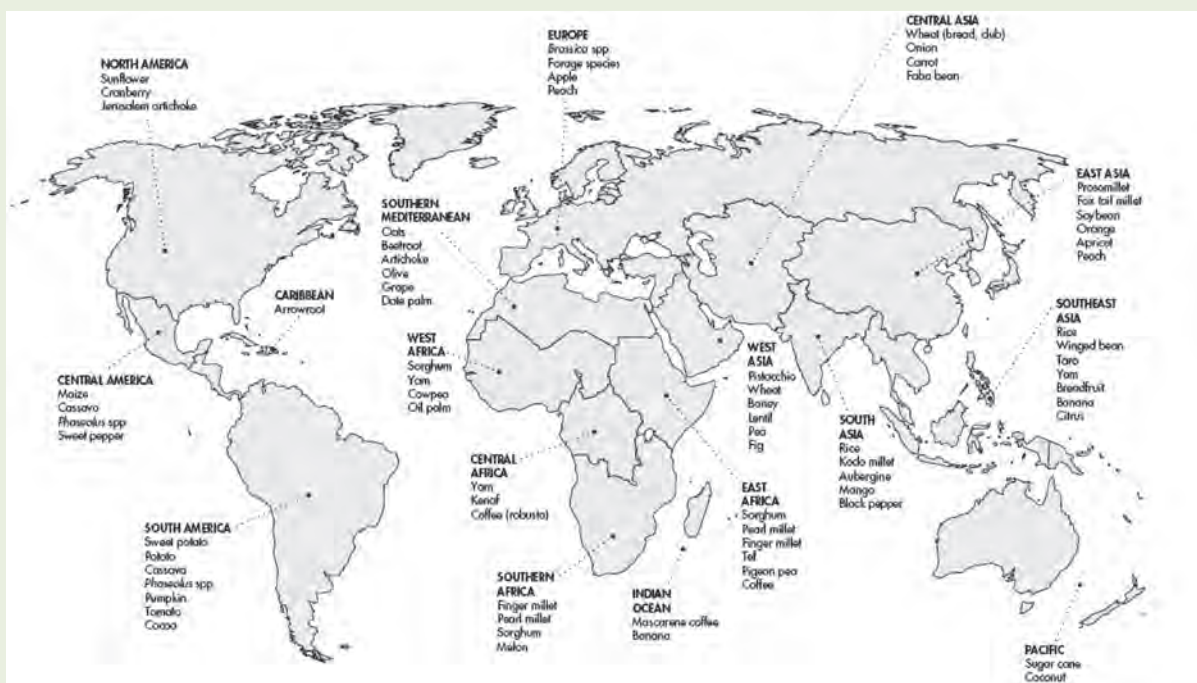 NORTH AMERICA
Sunflower
Cranberry
Jerusalem artichoke
EUROPE
Brassica spp
Forage species
Apple
Peach
CENTRAL ASIA
Wheat (bread, club)
Onion
Carrot
Faba bean
EAST ASIA
Prosomillet
Fox tail millet
Soybean
Orange
Apricot
Peach
SOUTHERN
MEDITERRANEAN
Oats
Beetroot
Artichoke
Olive
Grape
Date palm
CARIBBEAN
Arrowroot
SOUTHEAST
ASIA
Rice
Winged bean
Taro
Yam
Breadfruit
Banana
Citrus
WEST
AFRICA
Sorghum
Yam
Cowpea
Oil palm
WEST
ASIA
Pistacchio
Wheat
Lentil
Pea
Fig
CENTRAL AMERICA
Maize
Cassava
Phaseolus spp
Sweet pepper
SOUTH
ASIA
Rice
Kodo millet
Aubergine
Mango
Black pepper
CENTRAL
AFRICA
Yam
Kenaf
Coffee (robusta)
EAST
AFRICA
Sorghum
Pearl millet
Finger millet
Pigeon pea
Coffee
SOUTH AMERICA
Sweet potato
Potato
Cassava
Phaseolus spp.
Pumpkin
Tomato
Cocoa
SOUTHERN
AFRICA
Finger millet
Pearl millet
Sorghum
Melon
INDIAN
OCEAN
Mascarene coffee
Banana
PACIFIC
Sugar cane
Coconut